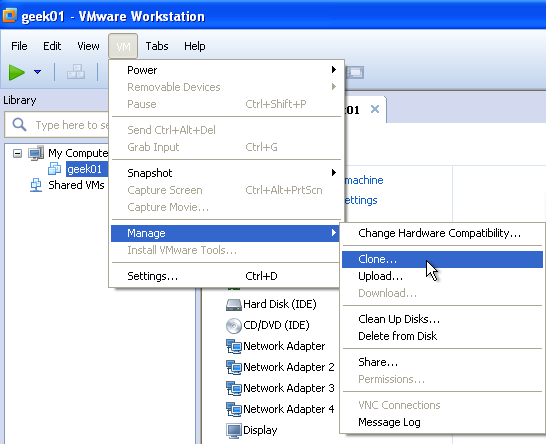 geek01 - VMware Workstation
File Edit View VM Tabs Help
Library
Type here to se
My Compute
geek01
Shared VMs
01
machine
ettings
Power
Removable Devices
Pause Ctrl+Shift+P
Send Ctrl+Alt+Del
Grab Input Ctrl+G
Snapshot
Capture Screen Ctrl+Alt+PrtScn
Capture Movie...
Manage
Install VMware Tools...
Settings... Ctrl+D
Change Hardware Compatibility...
Clone...
Upload...
Download...
Clean Up Disks...
Delete from Disk
Share...
Permissions...
VNC Connections
Message Log
Hard Disk (IDE)
CD/DVD (IDE)
Network Adapter
Network Adapter 2
Network Adapter 3
Network Adapter 4
Display